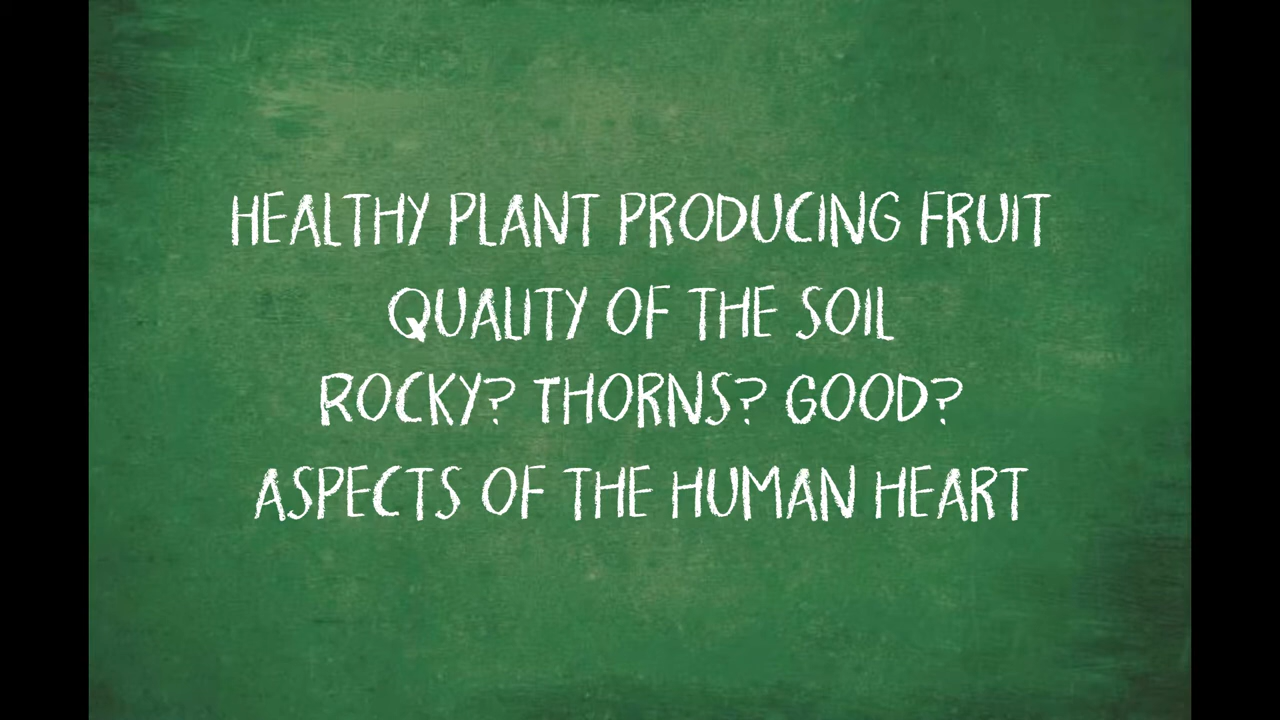 HEALTHY PLANT PRODUCING FRUIT
QUALITY OF THE SOIL
ROCKY? THORNS? GOOD?
ASPECTS OF THE HUMAN HEART